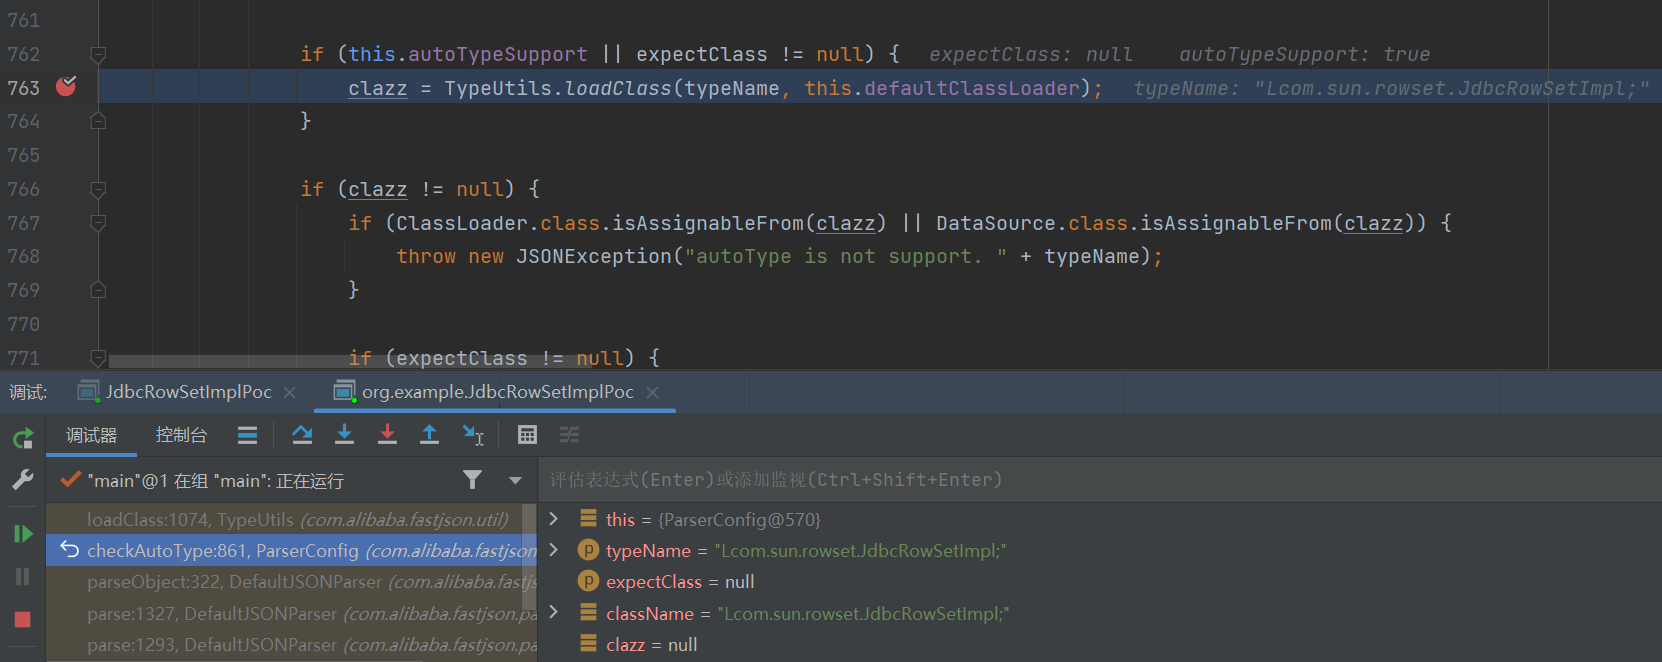 761
762 if (this.autoTypeSupport || expectClass != null) { expectClass: null autoTypeSupport: true
763 clazz = TypeUtils.loadClass(typeName, this.defaultClassLoader); typeName: "Lcom.sun.rowset.JdbcRowSetImpl;"
764 }
765
766 if (clazz != null) {
767 if (ClassLoader.class.isAssignableFrom(clazz) || DataSource.class.isAssignableFrom(clazz)) {
768 throw new JSONException("autoType is not support. " + typeName);
769 }
770
771 if (expectClass != null) {
调试: JdbcRowSetImplPoc org.example.JdbcRowSetImplPoc
调试器 控制台
"main"@1 在组 "main": 正在运行
评估表达式(Enter)或添加监视(Ctrl+Shift+Enter)
loadClass:1074, TypeUtils (com.alibaba.fastjson.util)
checkAutoType:861, ParserConfig (com.alibaba.fastjson
parseObject:322, DefaultJSONParser (com.alibaba.fastjs
parse:1327, DefaultJSONParser (com.alibaba.fastjson.pa
parse:1293, DefaultJSONParser (com.alibaba.fastjson.pa
this = {ParserConfig@570}
typeName = "Lcom.sun.rowset.JdbcRowSetImpl;"
expectClass = null
className = "Lcom.sun.rowset.JdbcRowSetImpl;"
clazz = null